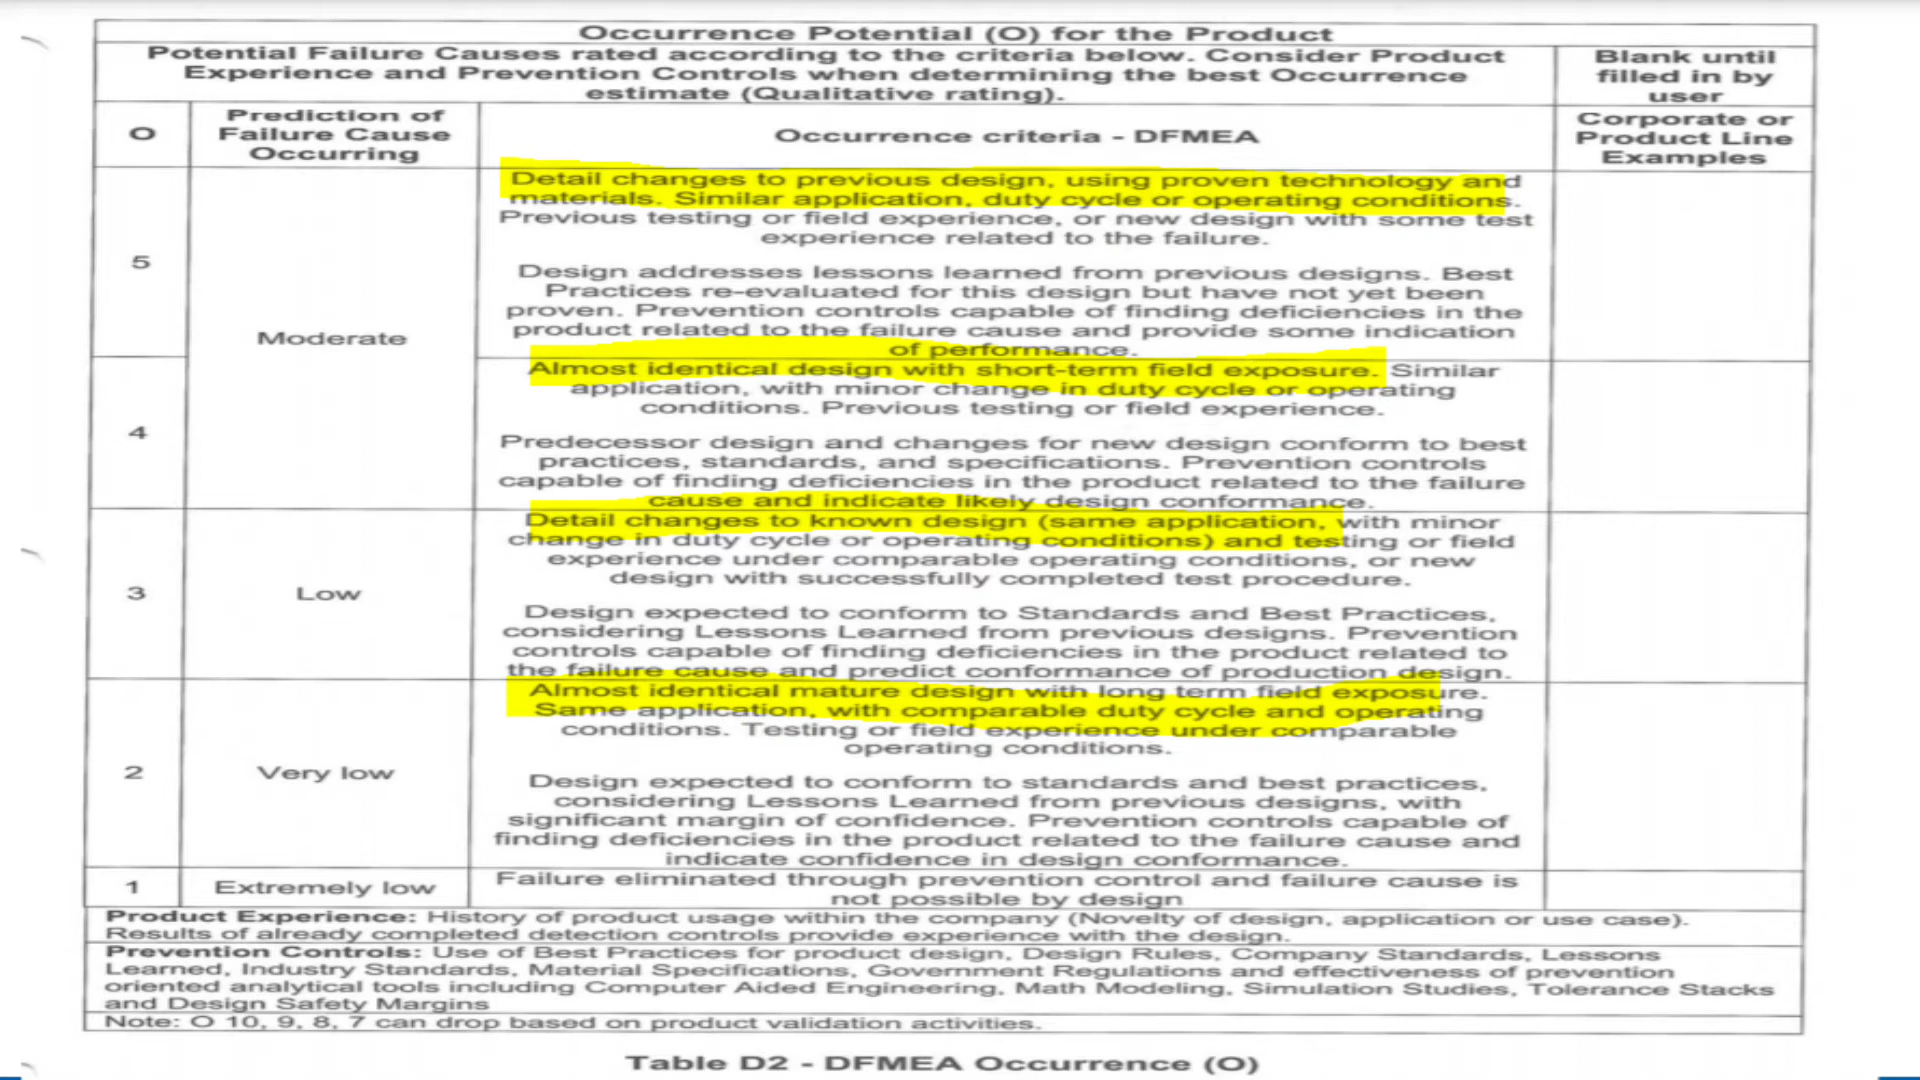 Occurrence Potential (O) for the Product
Potential Failure Causes rated according to the criteria below. Consider Product
Experience and Prevention Controls when determining the best Occurrence
estimate (Qualitative rating).
Blank until
filled in by
user
O
Prediction of
Failure Cause
Occurring
Occurrence criteria - DFMEA
Corporate or
Product Line
Examples
5
Moderate
Detail changes to previous design, using proven technology and
materials. Similar application, duty cycle or operating conditions.
Previous testing or field experience, or new design with some test
experience related to the failure.
Design addresses lessons learned from previous designs. Best
Practices re-evaluated for this design but have not yet been
proven. Prevention controls capable of finding deficiencies in the
product related to the failure cause and provide some indication
of performance.
4
Almost identical design with short-term field exposure. Similar
application, with minor change in duty cycle or operating
conditions. Previous testing or field experience.
Predecessor design and changes for new design conform to best
practices, standards, and specifications. Prevention controls
capable of finding deficiencies in the product related to the failure
cause and indicate likely design conformance.
3
Low
Detail changes to known design (same application, with minor
change in duty cycle or operating conditions) and testing or field
experience under comparable operating conditions, or new
design with successfully completed test procedure.
Design expected to conform to Standards and Best Practices,
considering Lessons Learned from previous designs. Prevention
controls capable of finding deficiencies in the product related to
the failure cause and predict conformance of production design.
2
Very low
Almost identical mature design with long term field exposure.
Same application, with comparable duty cycle and operating
conditions. Testing or field experience under comparable
operating conditions.
Design expected to conform to standards and best practices,
considering Lessons Learned from previous designs, with
significant margin of confidence. Prevention controls capable of
finding deficiencies in the product related to the failure cause and
indicate confidence in design conformance.
1
Extremely low
Failure eliminated through prevention control and failure cause is
not possible by design
Product Experience: History of product usage within the company (Novelty of design, application or use case).
Results of already completed detection controls provide experience with the design.
Prevention Controls: Use of Best Practices for product design, Design Rules, Company Standards, Lessons
Learned, Industry Standards, Material Specifications, Government Regulations and effectiveness of prevention
oriented analytical tools including Computer Aided Engineering, Math Modeling, Simulation Studies, Tolerance Stacks
and Design Safety Margins
Note: O 10, 9, 8, 7 can drop based on product validation activities.
Table D2 - DFMEA Occurrence (O)